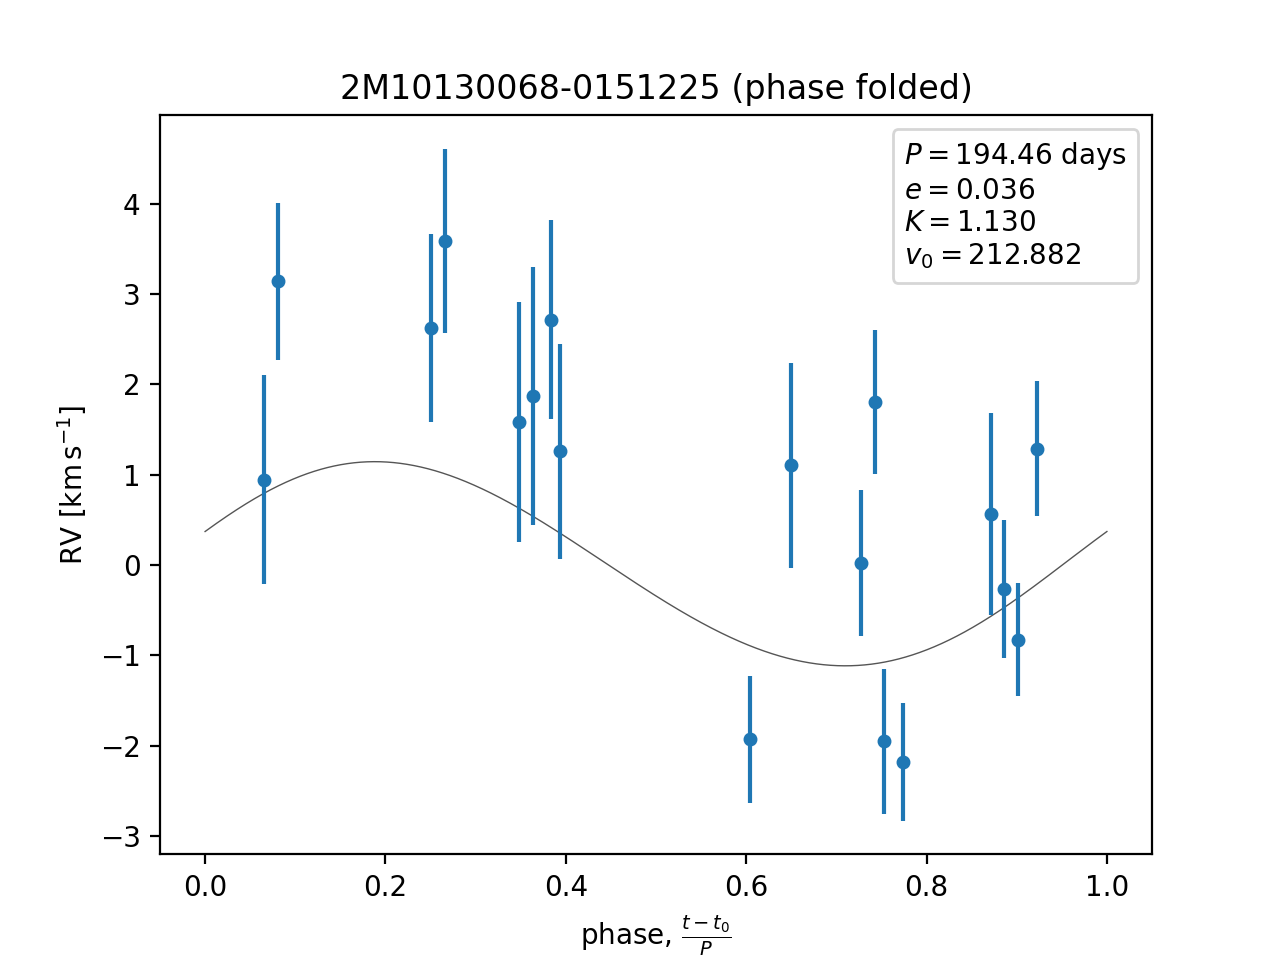 2M10130068-0151225 (phase folded)
P = 194.46 days
e = 0.036
K = 1.130
v₀ = 212.882
4
3
2
1
0
−1
−2
−3
RV [km s⁻¹]
0.0 0.2 0.4 0.6 0.8 1.0
phase, (t − t₀)/P